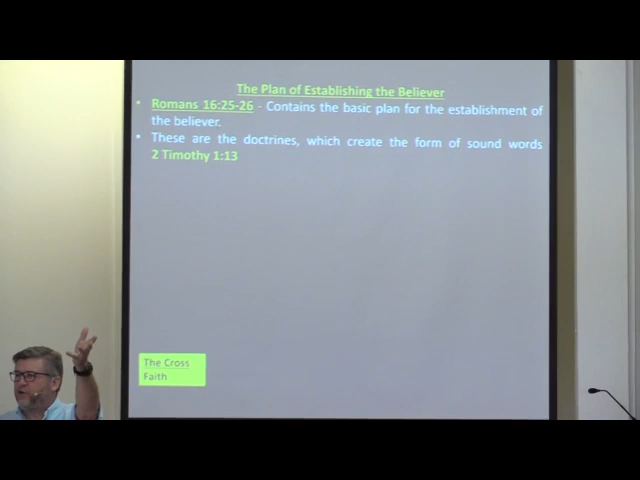 The Plan of Establishing the Believer
• Romans 16:25-26 - Contains the basic plan for the establishment of
the believer.
• These are the doctrines, which create the form of sound words
2 Timothy 1:13
The Cross
Faith